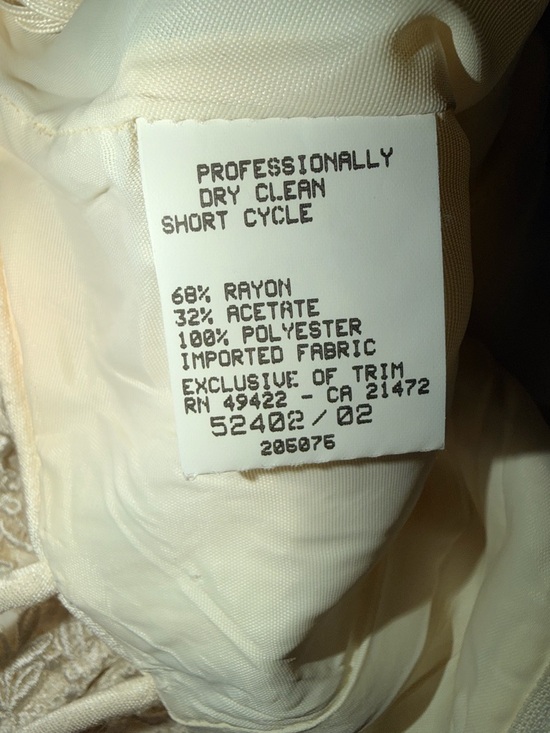 PROFESSIONALLY
DRY CLEAN
SHORT CYCLE
68% RAYON
32% ACETATE
100% POLYESTER
IMPORTED FABRIC
EXCLUSIVE OF TRIM
RN 49422 - CA 21472
52402/02
205075